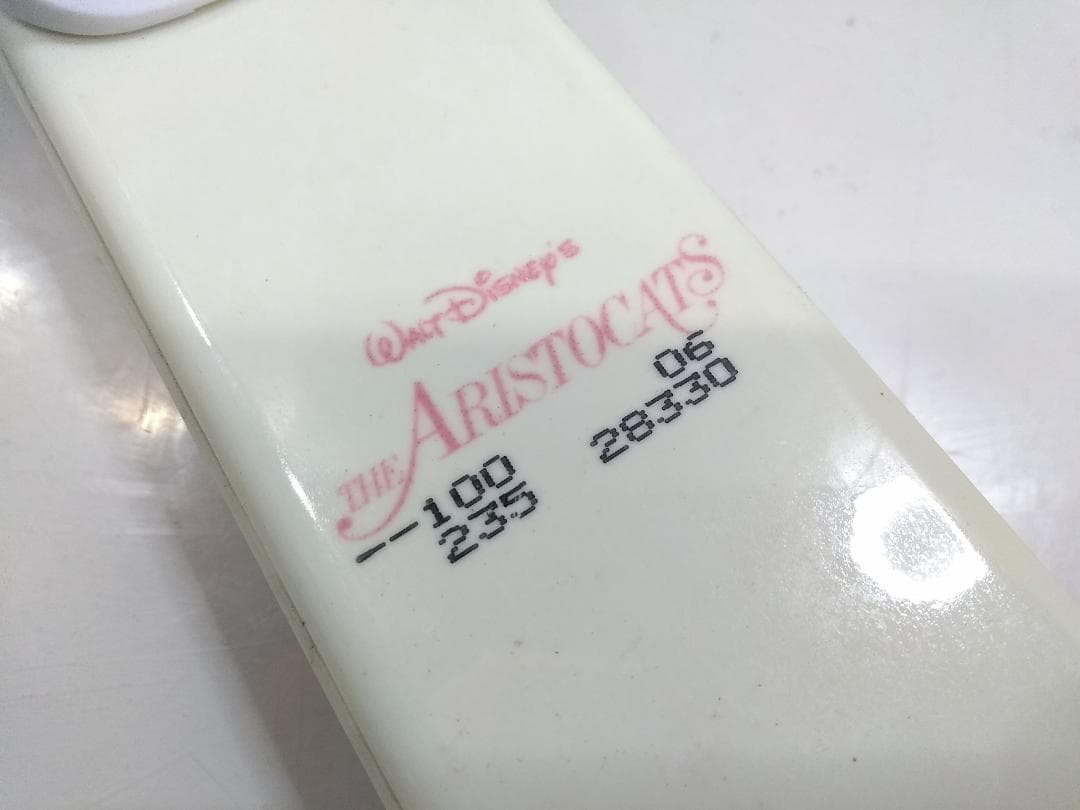 WALT DISNEY'S
THE ARISTOCATS
--100 06
235 28330